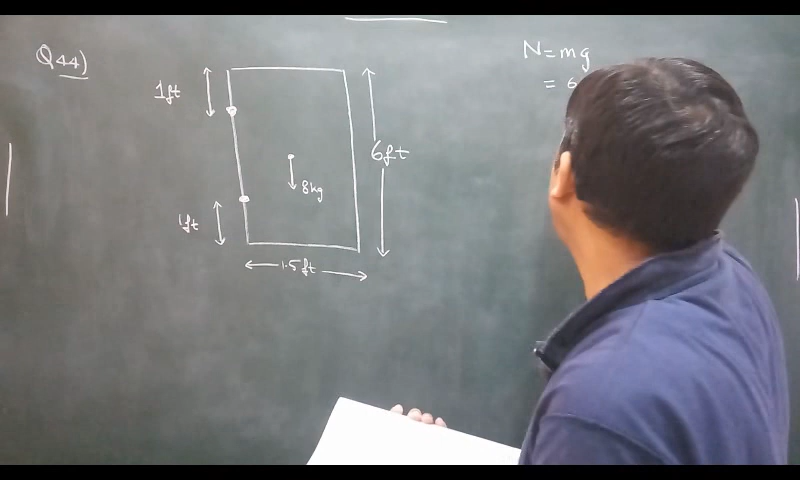 Q44)
N=mg
= 6
1ft
6ft
8kg
1ft
1.5ft